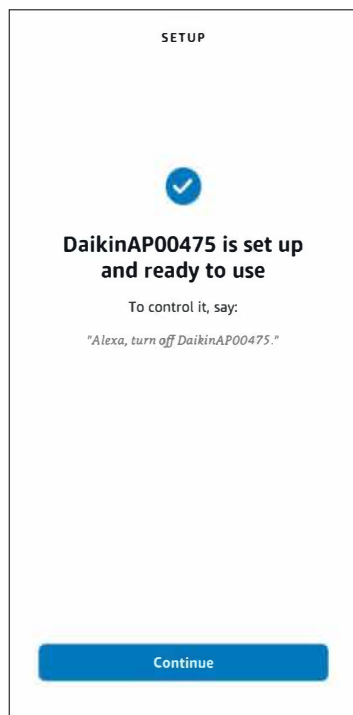 SETUP
DaikinAP00475 is set up
and ready to use
To control it, say:
"Alexa, turn off DaikinAP00475."
Continue